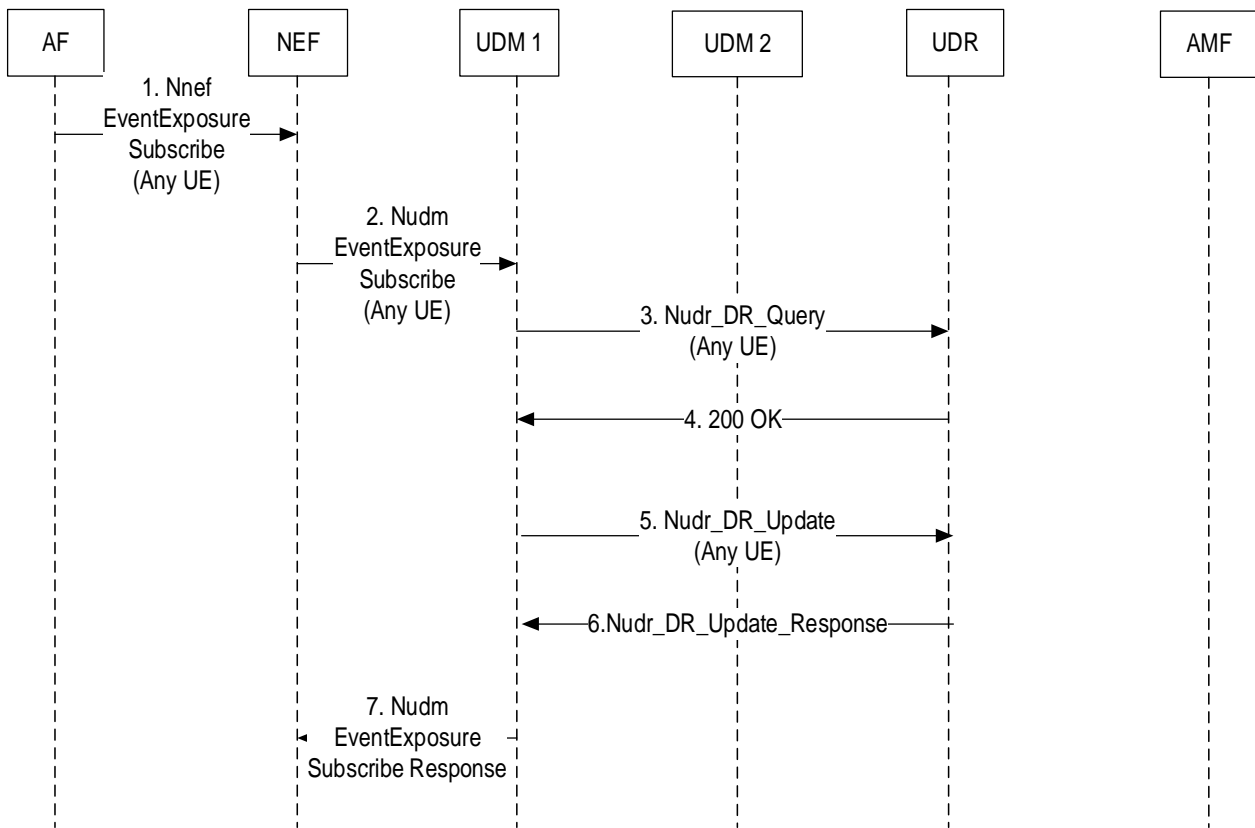 AF
NEF
UDM 1
UDM 2
UDR
AMF
1. Nnef
EventExposure
Subscribe
(Any UE)
2. Nudm
EventExposure
Subscribe
(Any UE)
3. Nudr_DR_Query
(Any UE)
4. 200 OK
5. Nudr_DR_Update
(Any UE)
6.Nudr_DR_Update_Response
7. Nudm
EventExposure
Subscribe Response